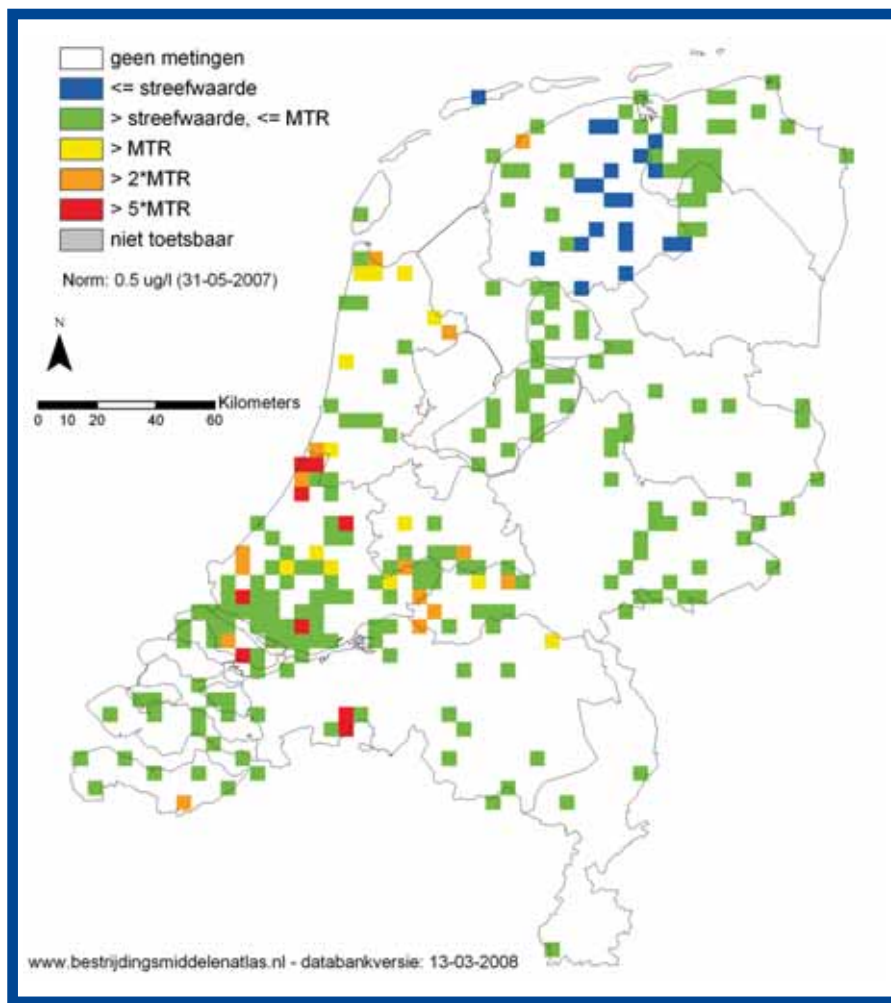 geen metingen
<= streefwaarde
> streefwaarde, <= MTR
> MTR
> 2*MTR
> 5*MTR
niet toetsbaar
Norm: 0.5 ug/l (31-05-2007)
N
Kilometers
0 10 20 40 60
www.bestrijdingsmiddelenatlas.nl - databankversie: 13-03-2008